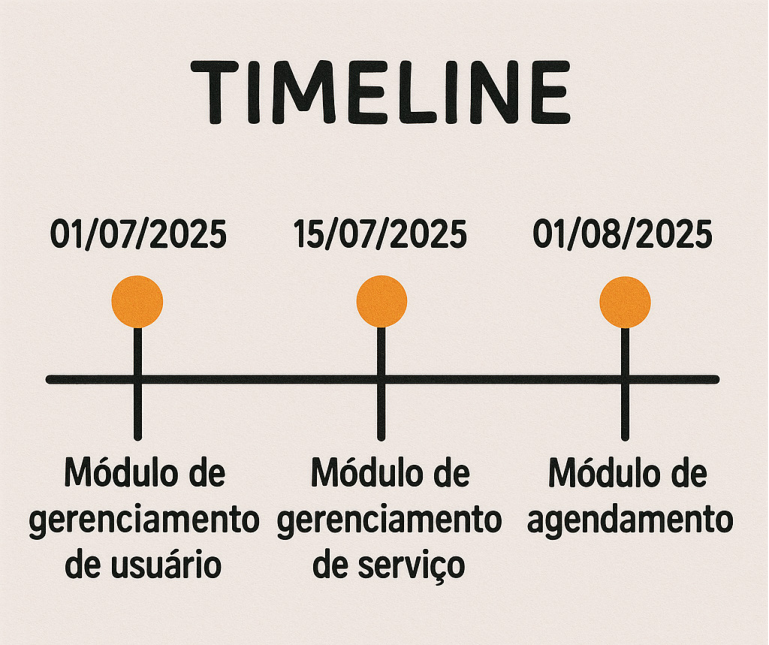 TIMELINE
01/07/2025
15/07/2025
01/08/2025
Módulo de
gerenciamento
de usuário
Módulo de
gerenciamento
de serviço
Módulo de
agendamento